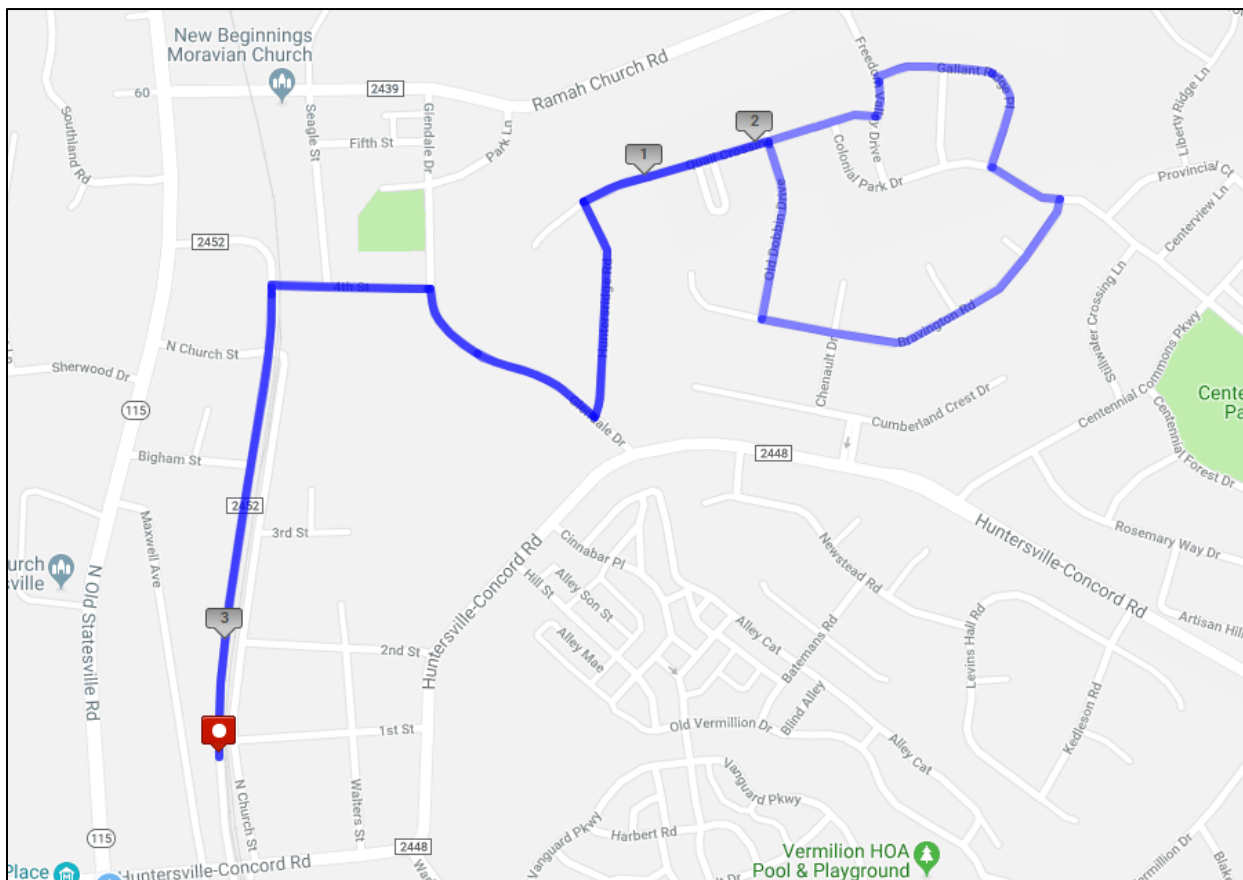 New Beginnings
Moravian Church
60
2439
Ramah Church Rd
Freedom Valley Drive
Gallant Ridge Pl
Liberty Ridge Ln
Southland Rd
Seagle St
Glendale Dr
Fifth St
Park Ln
2
1
Quail Crossing
Colonial Park Dr
Provincial Ct
Centerview Ln
2452
Old Dobbin Drive
4th St
Huntersridge Rd
Bravington Rd
Stillwater Crossing Ln
Centennial Commons Pkwy
N Church St
Sherwood Dr
115
Chenault Dr
Cumberland Crest Dr
Glendale Dr
Cente
Pa
Centennial Forest Dr
Bigham St
2448
2452
Maxwell Ave
3rd St
Huntersville-Concord Rd
Rosemary Way Dr
Cinnabar Pl
Newstead Rd
urch
sville
N Old Statesville Rd
Hill St
Alley Son St
Huntersville-Concord Rd
Levins Hall Rd
Artisan Hill
3
Alley Cat
Batemans Rd
2nd St
Alley Mae
Blind Alley
Kedleson Rd
Old Vermillion Dr
1st St
Alley Cat
Walters St
N Church St
Vanguard Pkwy
115
Harbert Rd
Vanguard Pkwy
2448
Vermilion HOA
Pool & Playground
Vermillion Dr
Place
Huntersville-Concord Rd